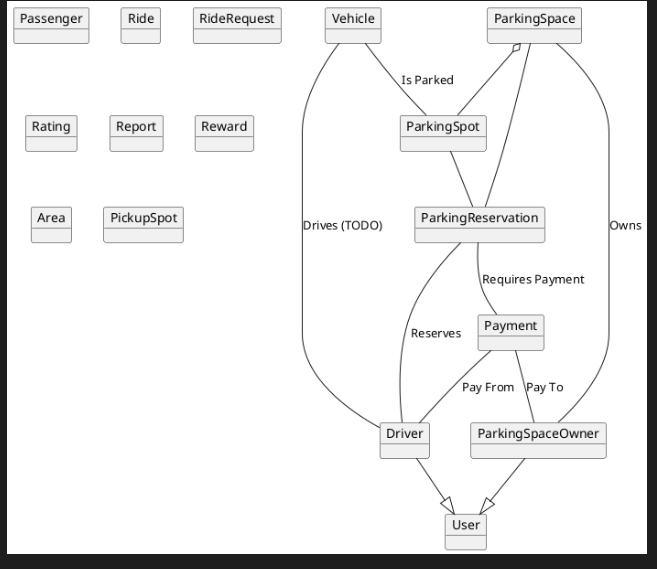 Passenger
Ride
RideRequest
Vehicle
ParkingSpace
Is Parked
Rating
Report
Reward
ParkingSpot
Area
PickupSpot
Drives (TODO)
ParkingReservation
Owns
Requires Payment
Reserves
Payment
Pay From
Pay To
Driver
ParkingSpaceOwner
User